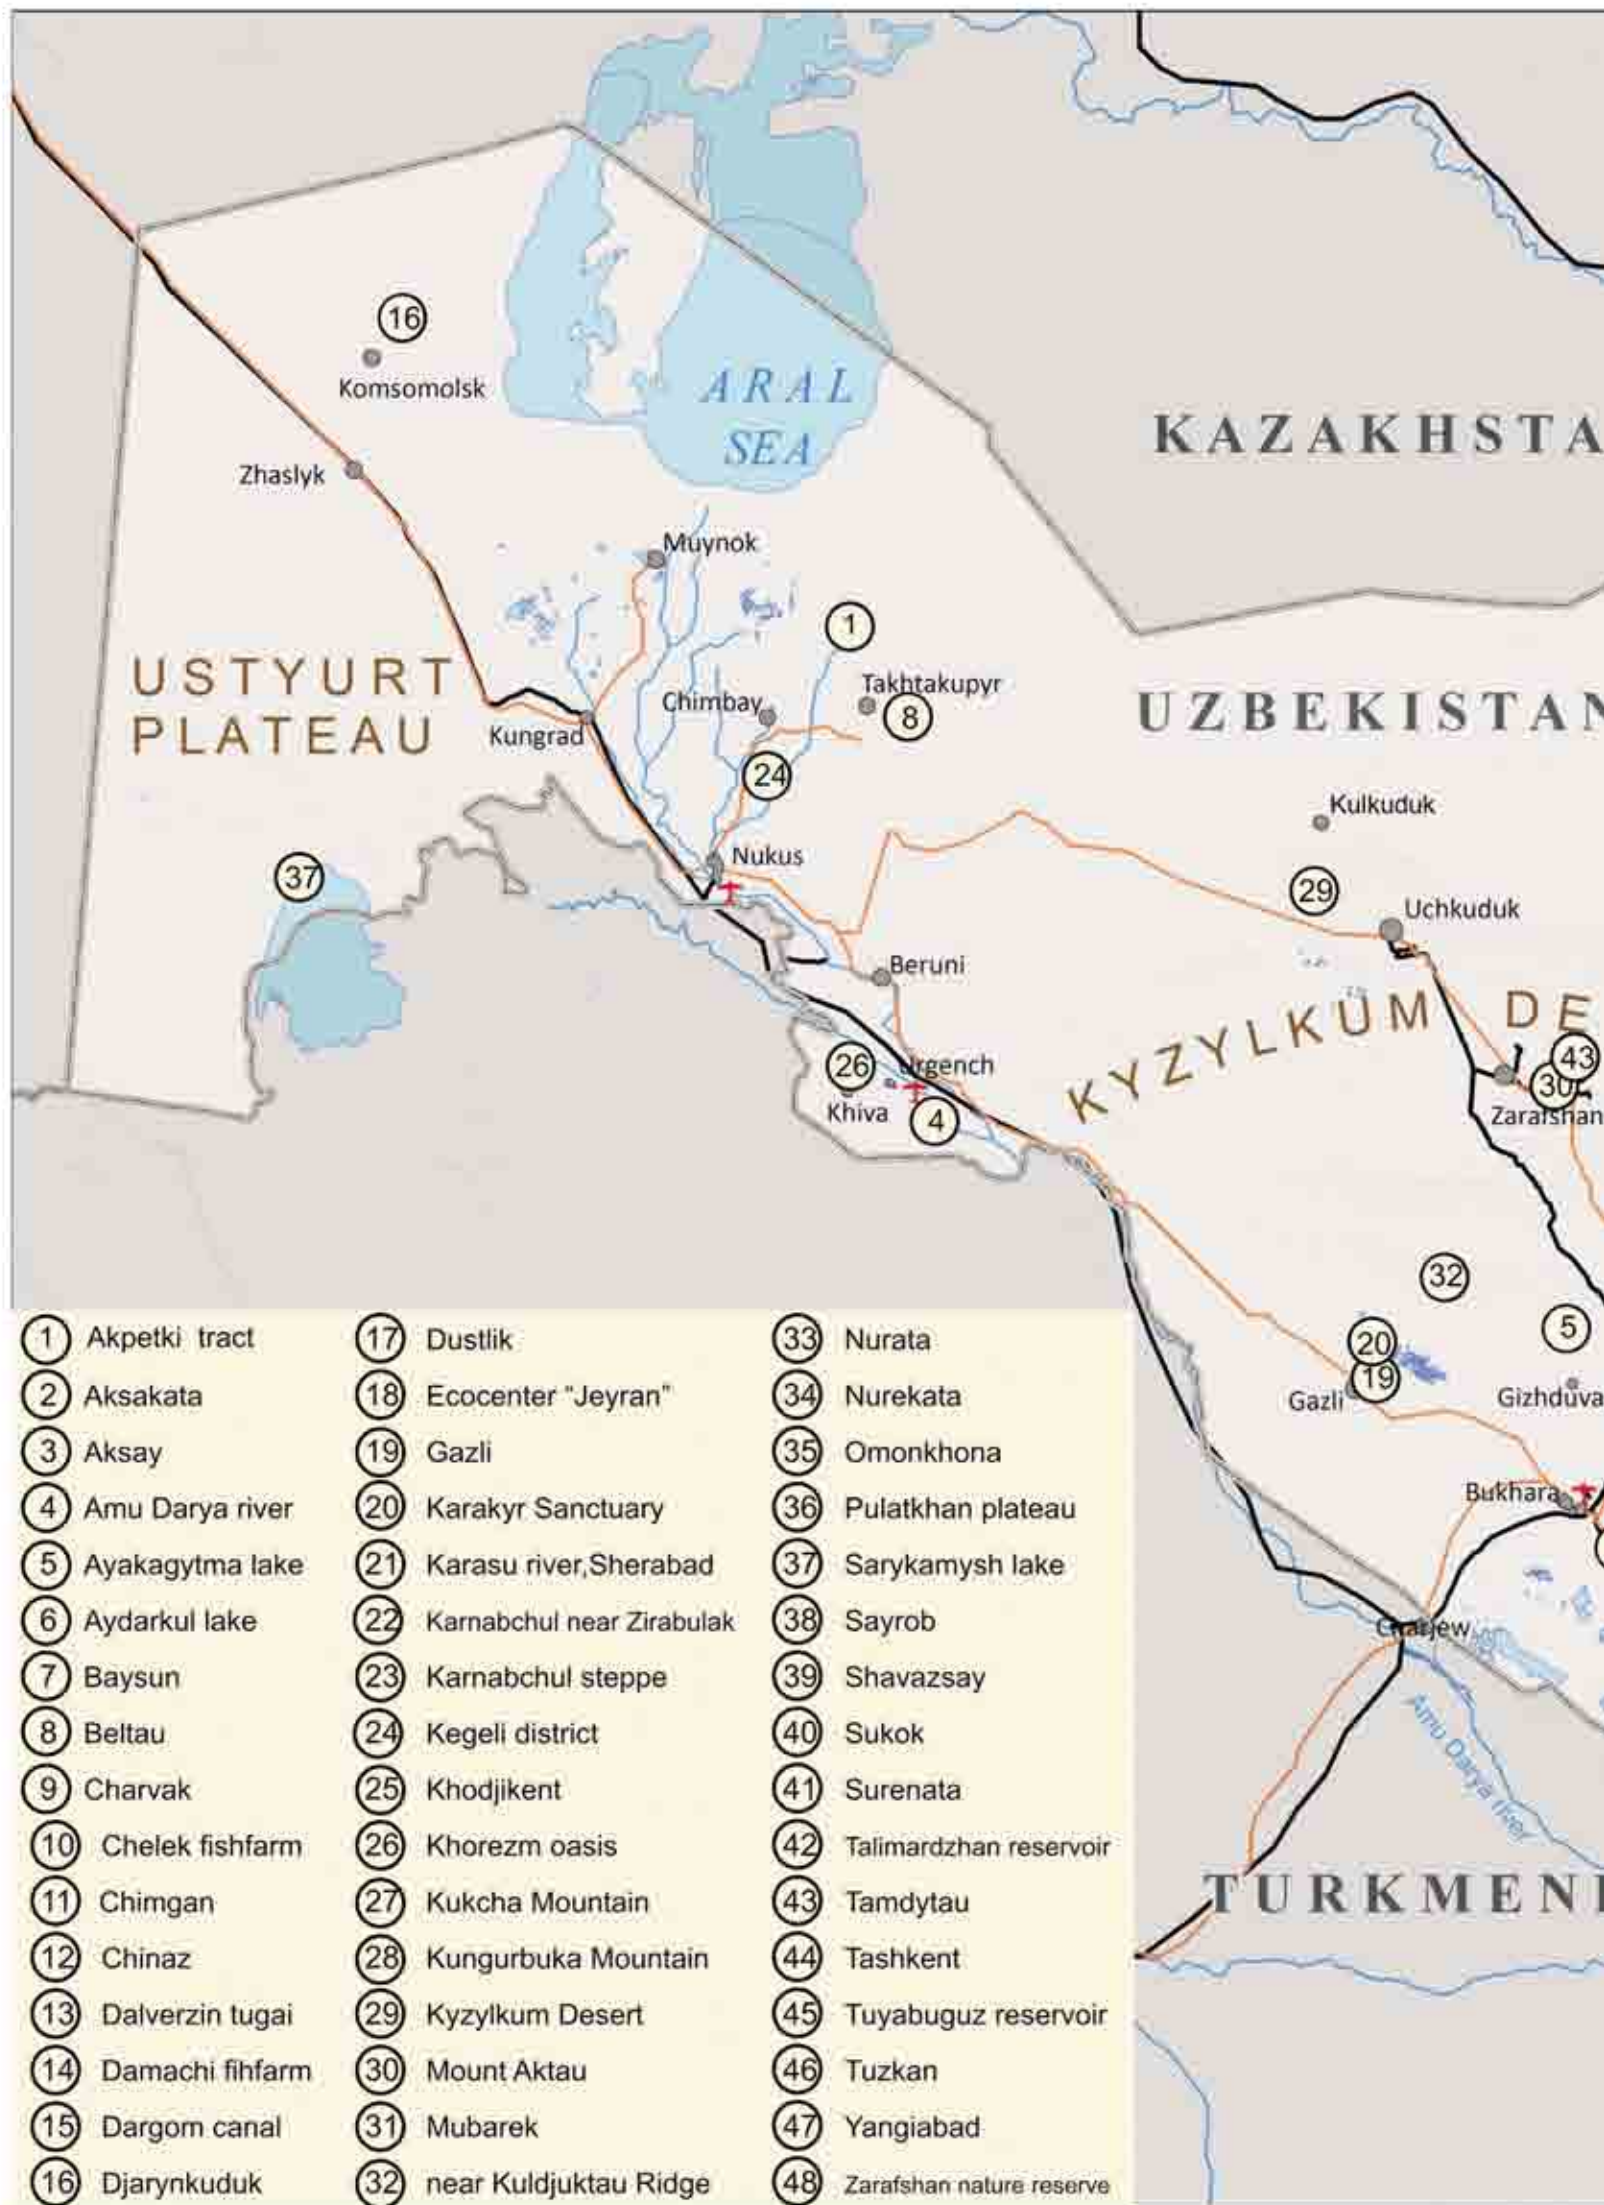 16
Komsomolsk
ARAL
SEA
KAZAKHSTA
Zhaslyk
Muynok
1
USTYURT
PLATEAU
Takhtakupyr
Chimbay
8
UZBEKISTAN
Kungrad
24
Kulkuduk
37
Nukus
29
Uchkuduk
Beruni
KYZYLKUM DE
43
26
Urgench
30
Khiva
4
Zarafshan
32
5
20
19
Gazli
Gizhduva
Bukhara
Charjew
Amu Darya river
TURKMENI
1 Akpetki tract
2 Aksakata
3 Aksay
4 Amu Darya river
5 Ayakagytma lake
6 Aydarkul lake
7 Baysun
8 Beltau
9 Charvak
10 Chelek fishfarm
11 Chimgan
12 Chinaz
13 Dalverzin tugai
14 Damachi fihfarm
15 Dargom canal
16 Djarynkuduk
17 Dustlik
18 Ecocenter "Jeyran"
19 Gazli
20 Karakyr Sanctuary
21 Karasu river,Sherabad
22 Karnabchul near Zirabulak
23 Karnabchul steppe
24 Kegeli district
25 Khodjikent
26 Khorezm oasis
27 Kukcha Mountain
28 Kungurbuka Mountain
29 Kyzylkum Desert
30 Mount Aktau
31 Mubarek
32 near Kuldjuktau Ridge
33 Nurata
34 Nurekata
35 Omonkhona
36 Pulatkhan plateau
37 Sarykamysh lake
38 Sayrob
39 Shavazsay
40 Sukok
41 Surenata
42 Talimardzhan reservoir
43 Tamdytau
44 Tashkent
45 Tuyabuguz reservoir
46 Tuzkan
47 Yangiabad
48 Zarafshan nature reserve